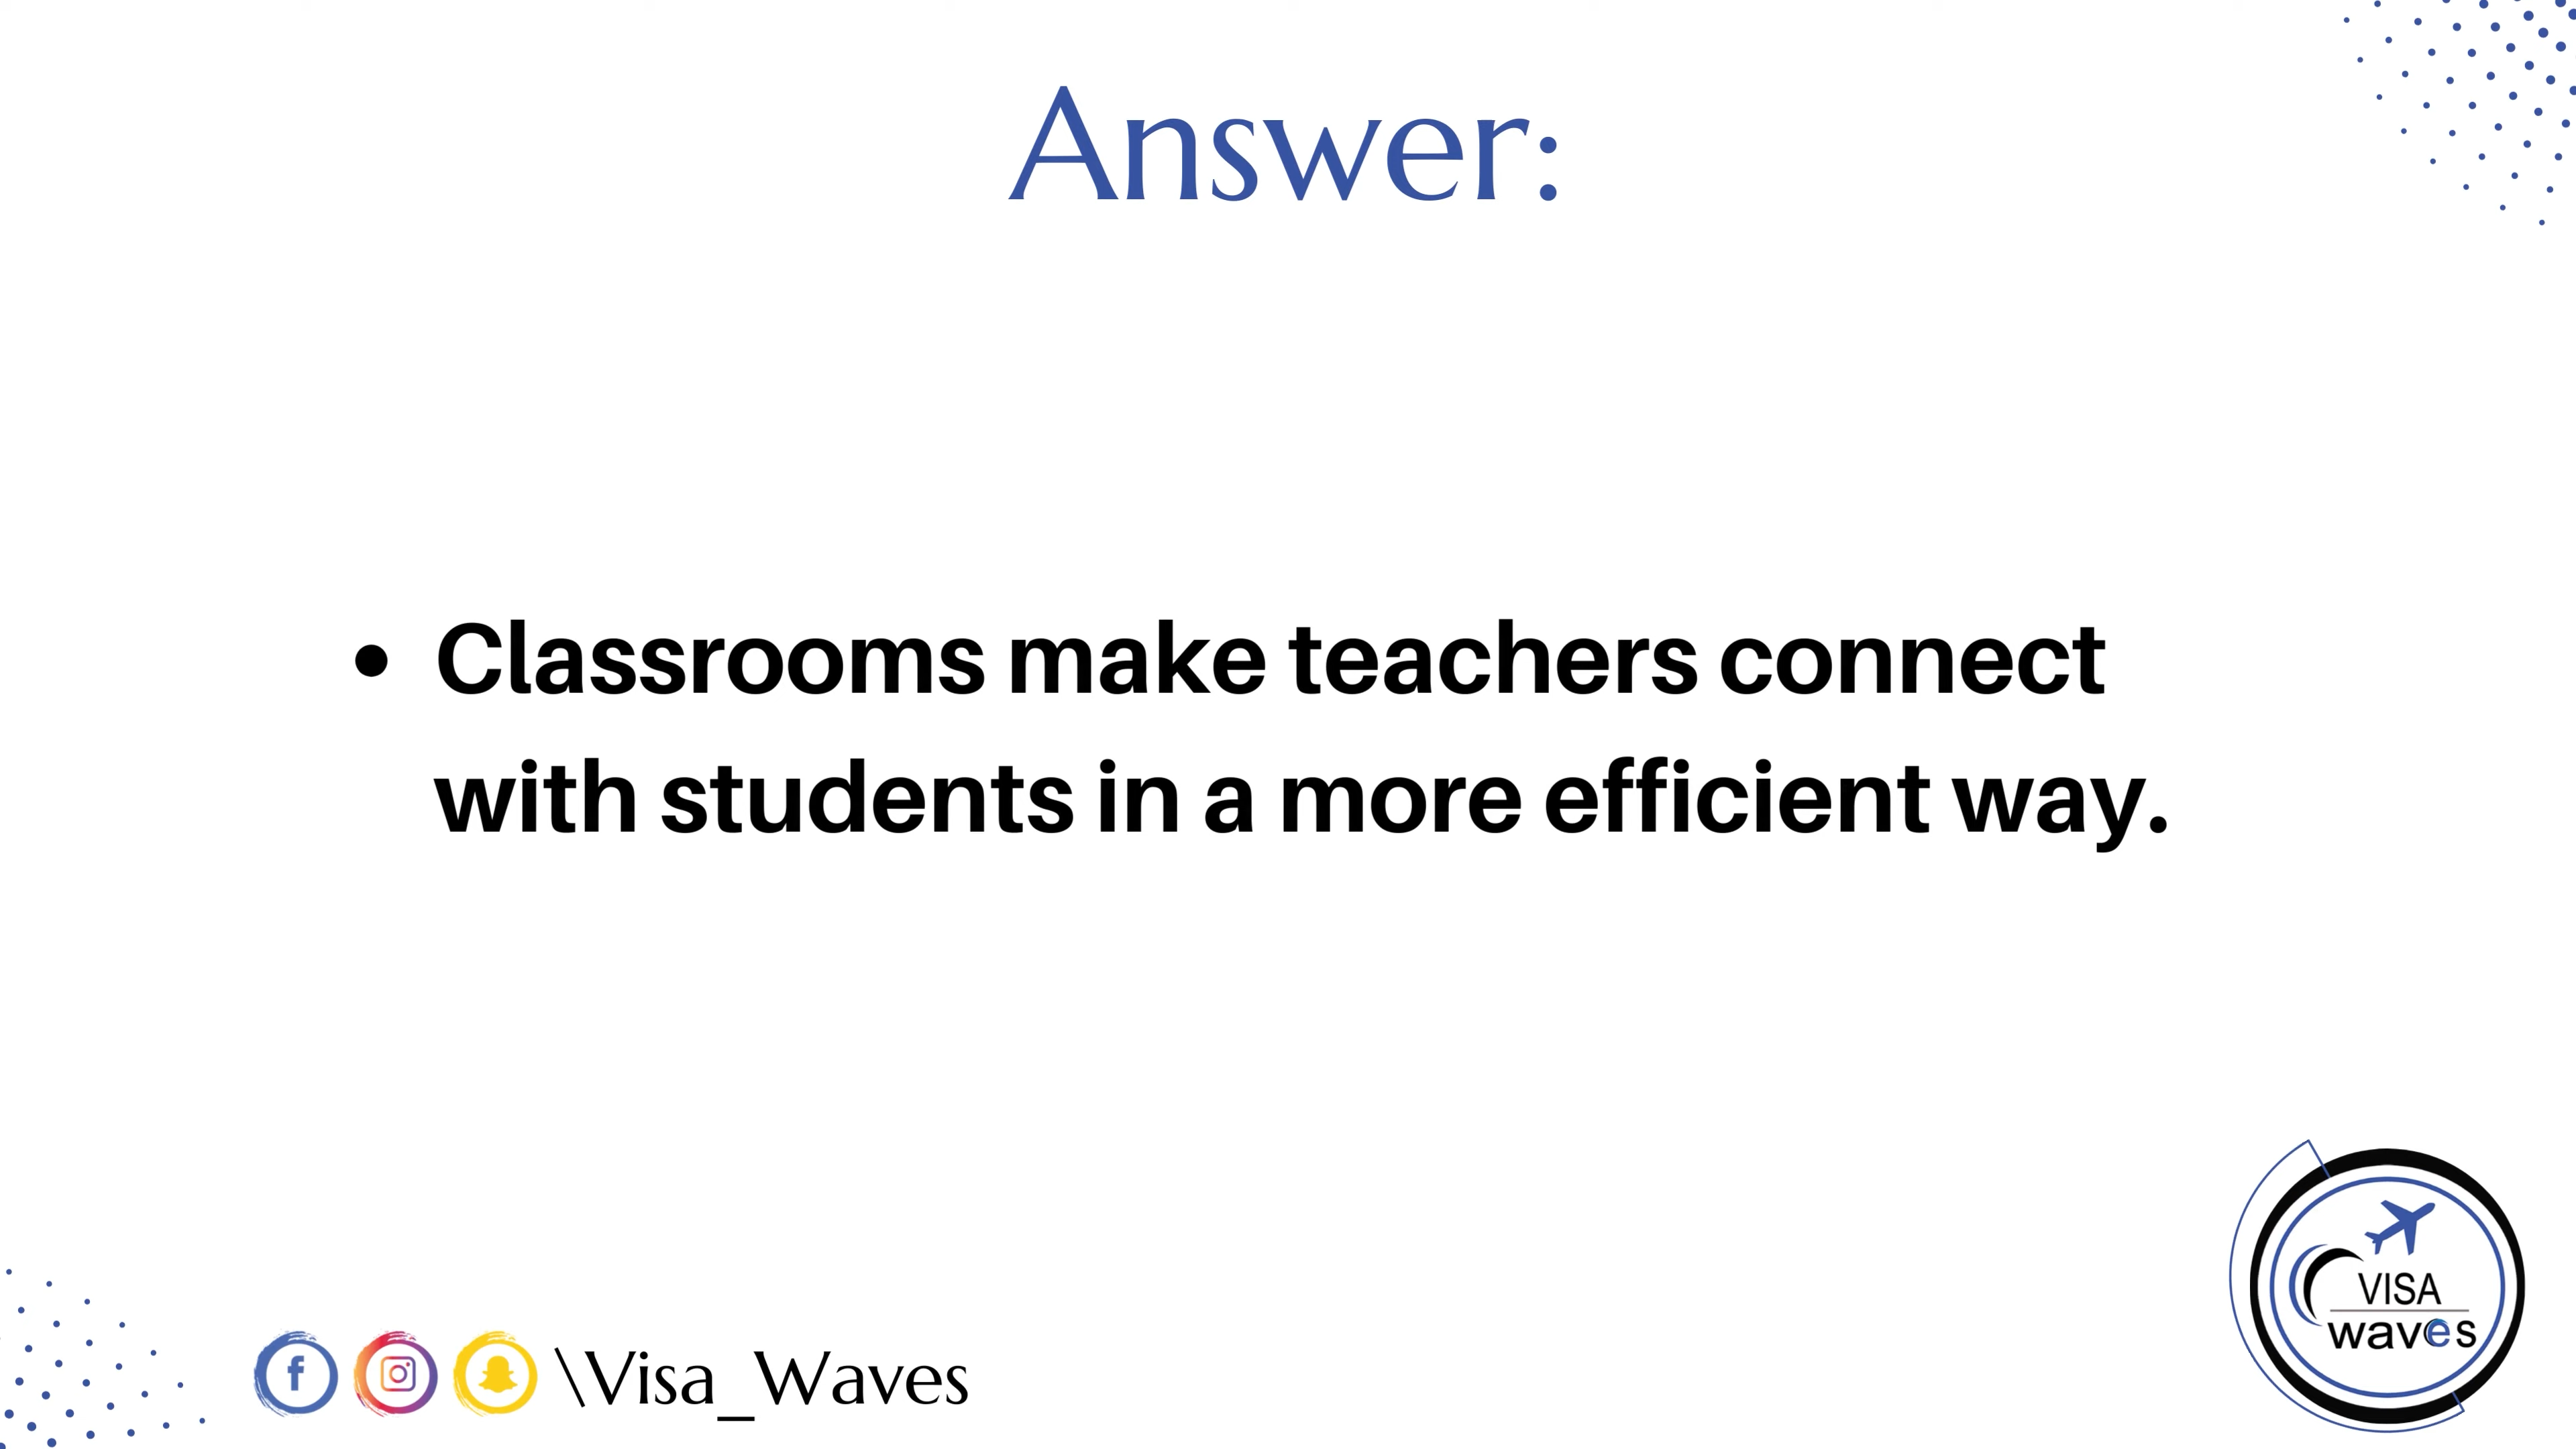 Answer:
• Classrooms make teachers connect
with students in a more efficient way.
VISA
waves
\Visa_Waves